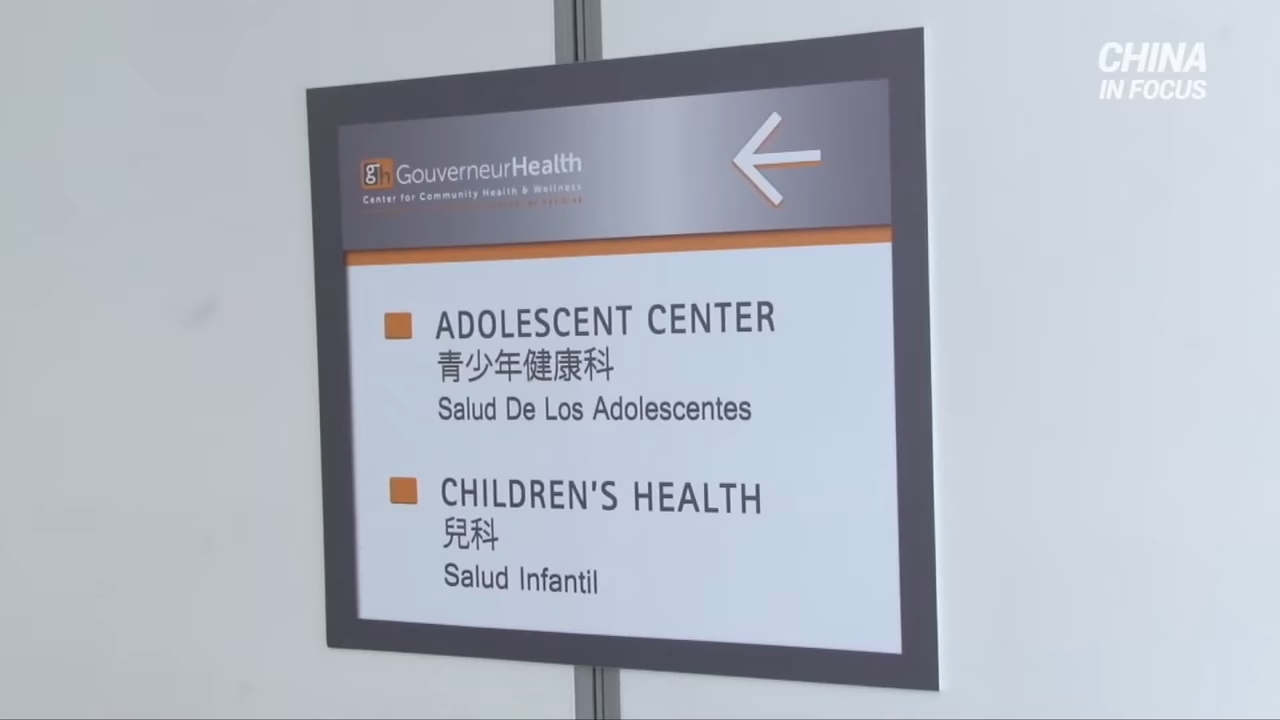 CHINA
IN FOCUS
gh GouverneurHealth
Center for Community Health & Wellness
ADOLESCENT CENTER
青少年健康科
Salud De Los Adolescentes
CHILDREN'S HEALTH
兒科
Salud Infantil